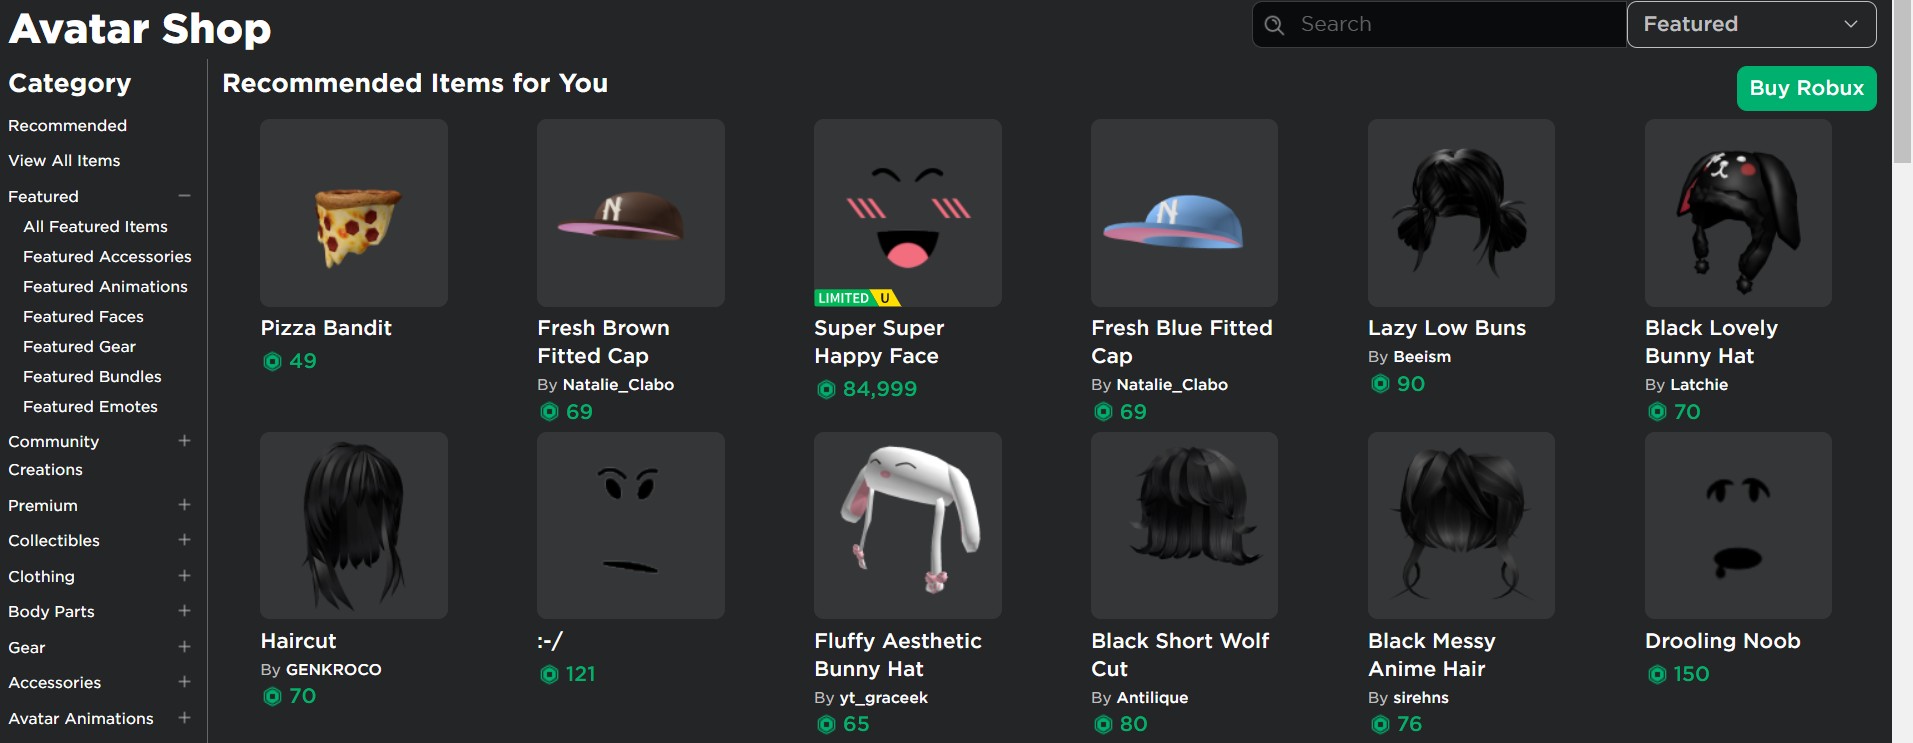 Avatar Shop
Search
Featured
Category
Recommended
View All Items
Featured
All Featured Items
Featured Accessories
Featured Animations
Featured Faces
Featured Gear
Featured Bundles
Featured Emotes
Community
Creations
Premium
Collectibles
Clothing
Body Parts
Gear
Accessories
Avatar Animations
Recommended Items for You
Buy Robux
Pizza Bandit
49
N
Fresh Brown
Fitted Cap
By Natalie_Clabo
69
LIMITED U
Super Super
Happy Face
84,999
N
Fresh Blue Fitted
Cap
By Natalie_Clabo
69
Lazy Low Buns
By Beeism
90
Black Lovely
Bunny Hat
By Latchie
70
Haircut
By GENKROCO
70
:-/
121
Fluffy Aesthetic
Bunny Hat
By yt_graceek
65
Black Short Wolf
Cut
By Antilique
80
Black Messy
Anime Hair
By sirehns
76
Drooling Noob
150